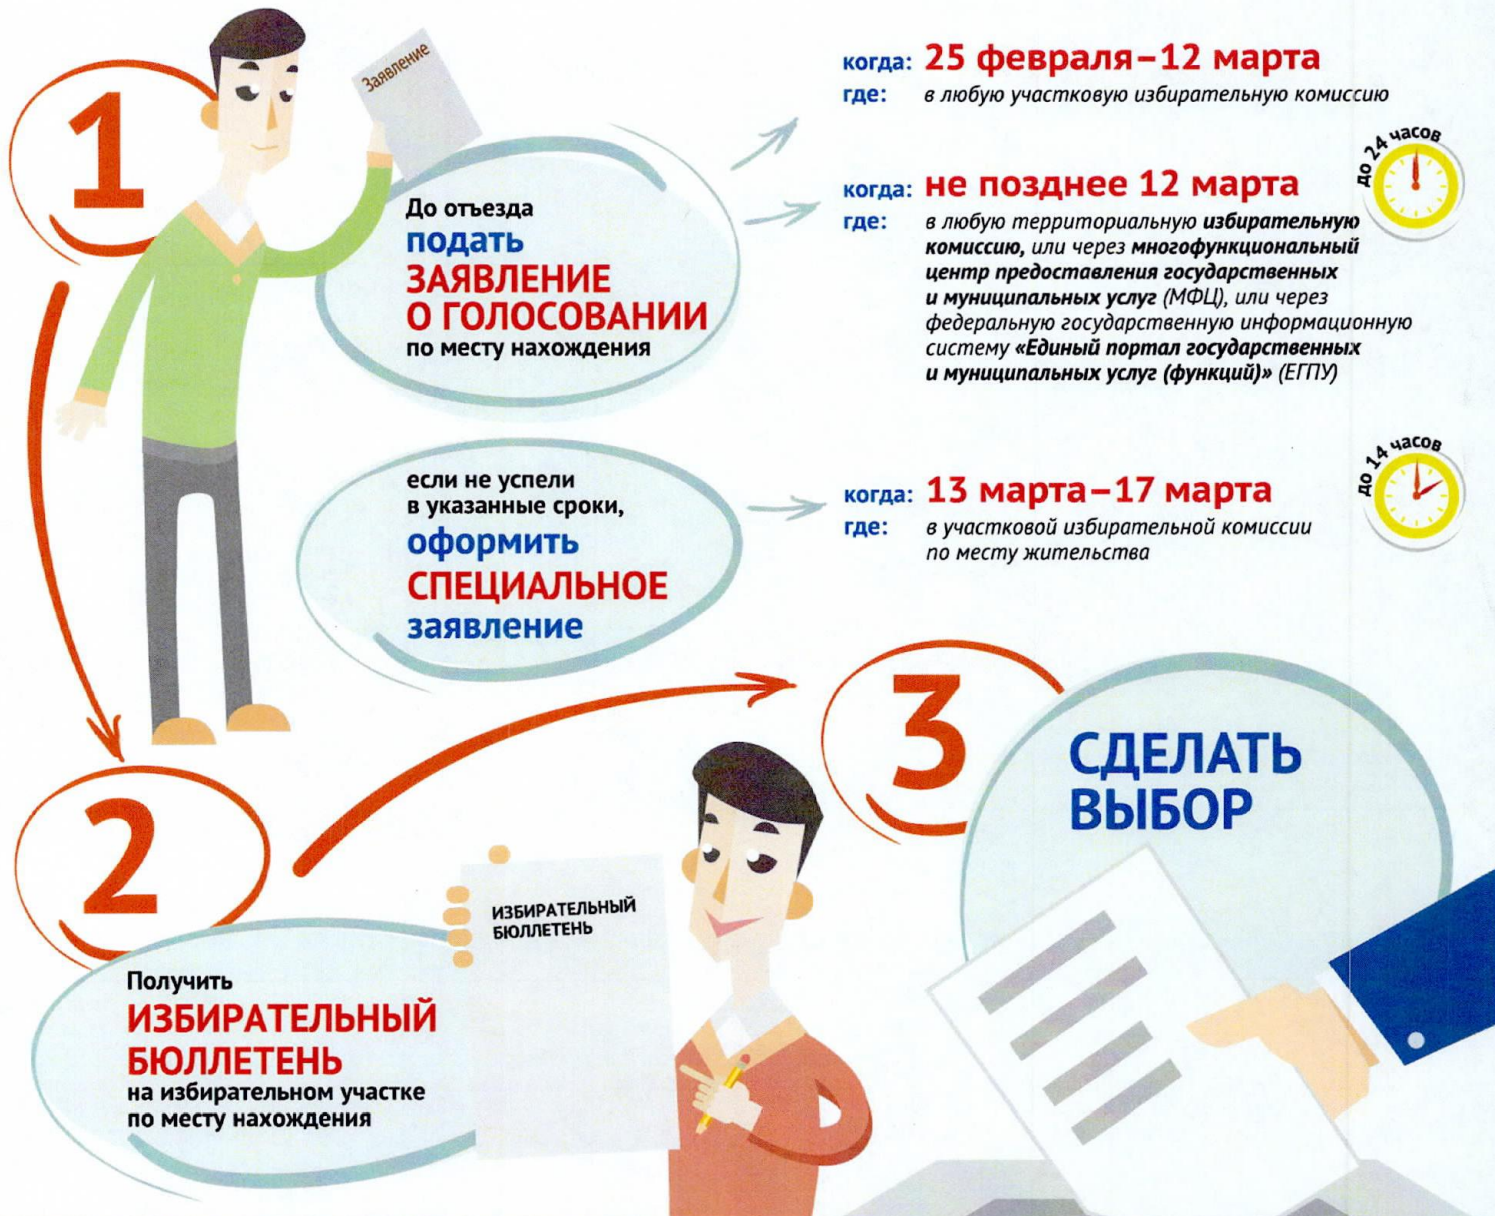 1
Заявление
До отъезда
подать
ЗАЯВЛЕНИЕ
О ГОЛОСОВАНИИ
по месту нахождения
когда: 25 февраля–12 марта
где: в любую участковую избирательную комиссию
когда: не позднее 12 марта
до 24 часов
где: в любую территориальную избирательную
комиссию, или через многофункциональный
центр предоставления государственных
и муниципальных услуг (МФЦ), или через
федеральную государственную информационную
систему «Единый портал государственных
и муниципальных услуг (функций)» (ЕГПУ)
если не успели
в указанные сроки,
оформить
СПЕЦИАЛЬНОЕ
заявление
когда: 13 марта–17 марта
до 14 часов
где: в участковой избирательной комиссии
по месту жительства
2
Получить
ИЗБИРАТЕЛЬНЫЙ
БЮЛЛЕТЕНЬ
на избирательном участке
по месту нахождения
ИЗБИРАТЕЛЬНЫЙ
БЮЛЛЕТЕНЬ
3
СДЕЛАТЬ
ВЫБОР